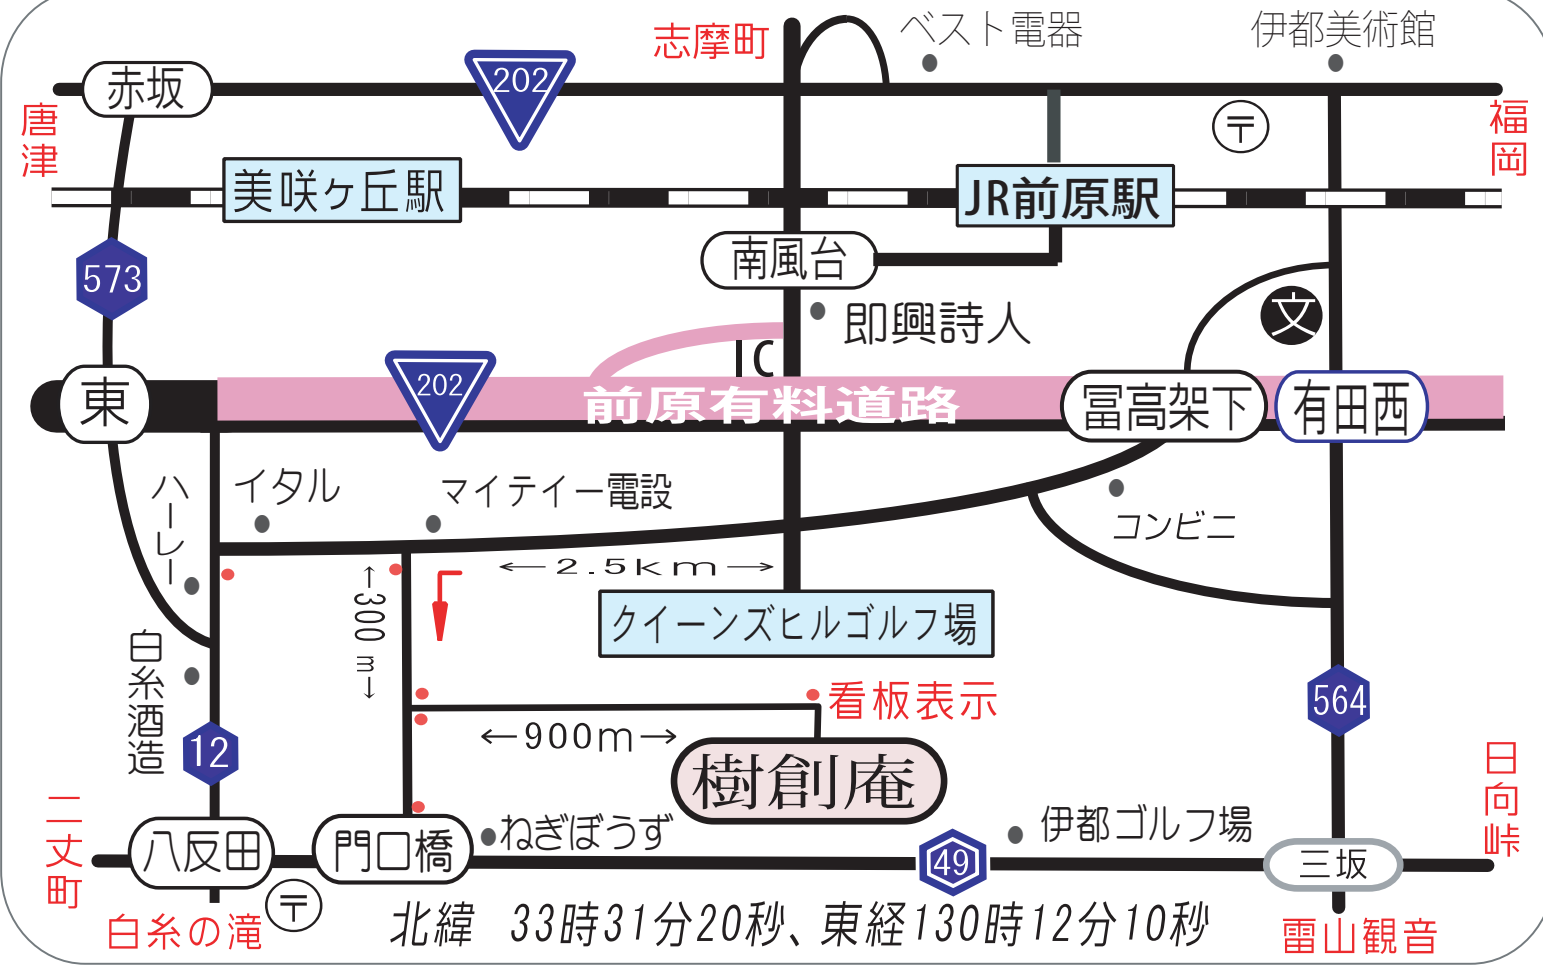 志摩町
ベスト電器
伊都美術館
赤坂
202
唐津
福岡
〒
美咲ヶ丘駅
JR前原駅
南風台
573
即興詩人
文
IC
東
202
前原有料道路
冨高架下
有田西
ハーレー
イタル
マイティー電設
コンビニ
←2.5km→
←300m→
クイーンズヒルゴルフ場
白糸酒造
看板表示
564
←900m→
12
樹創庵
日向峠
二丈町
八反田
門口橋
ねぎぼうず
伊都ゴルフ場
49
三坂
白糸の滝
〒
北緯 33時31分20秒、東経130時12分10秒
雷山観音